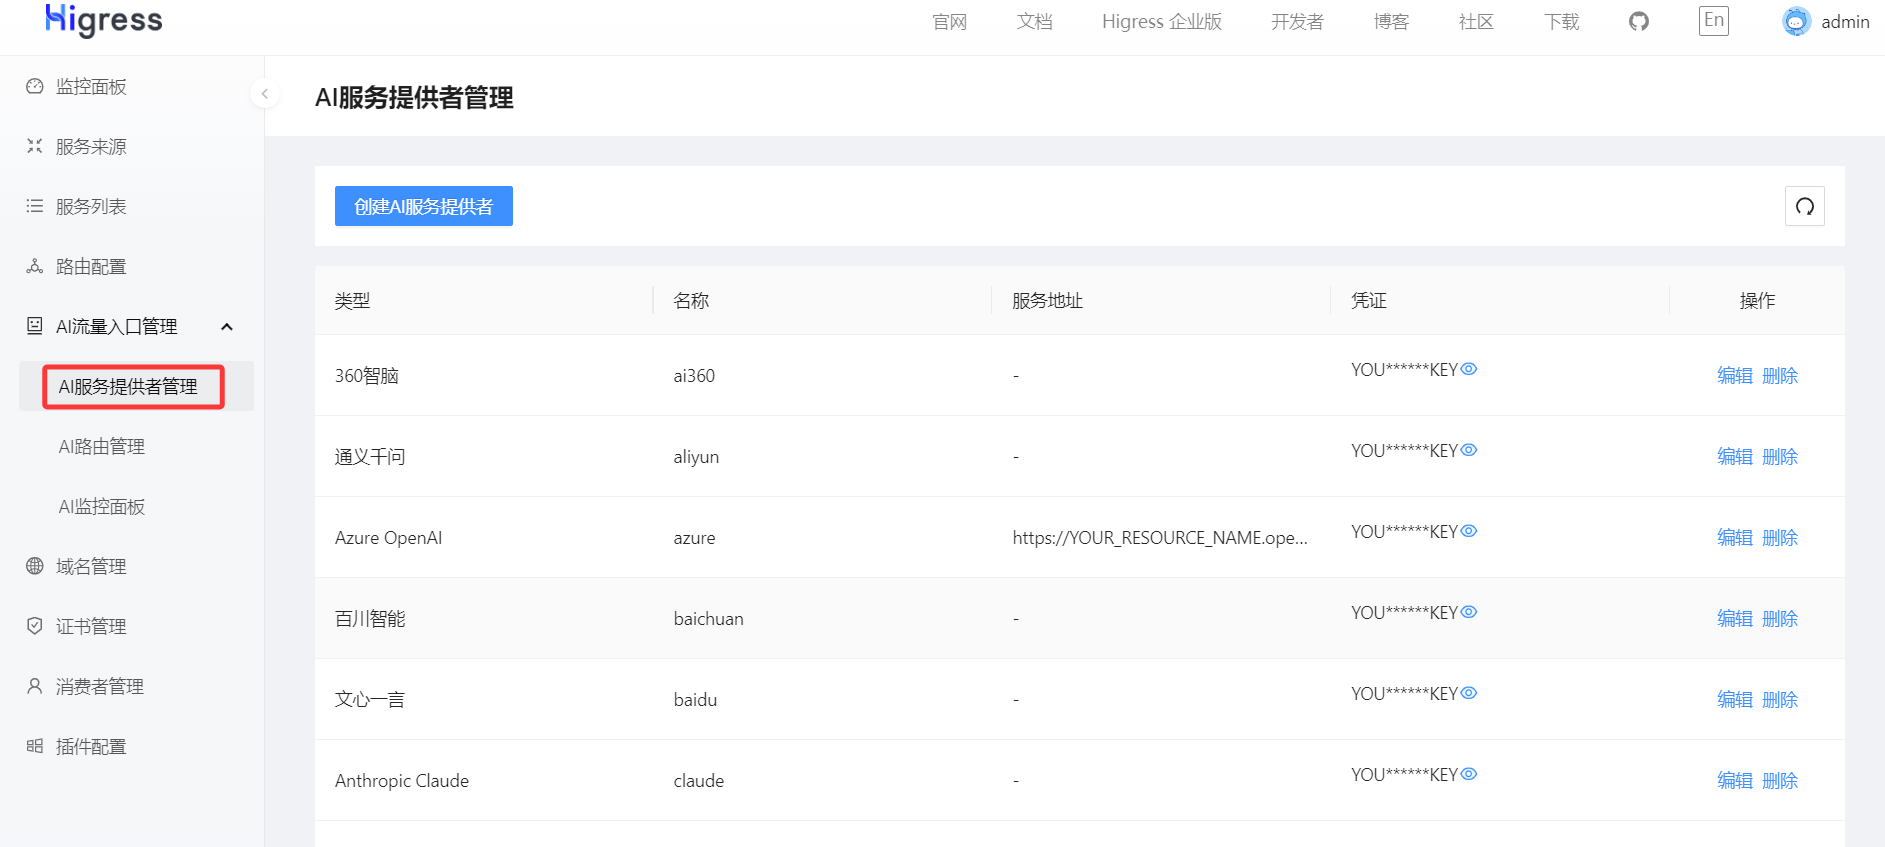 Higress
官网 文档 Higress 企业版 开发者 博客 社区 下载 En admin
监控面板
服务来源
服务列表
路由配置
AI流量入口管理
AI服务提供者管理
AI路由管理
AI监控面板
域名管理
证书管理
消费者管理
插件配置
AI服务提供者管理
创建AI服务提供者
类型 名称 服务地址 凭证 操作
360智脑 ai360 - YOU******KEY 编辑 删除
通义千问 aliyun - YOU******KEY 编辑 删除
Azure OpenAI azure https://YOUR_RESOURCE_NAME.ope... YOU******KEY 编辑 删除
百川智能 baichuan - YOU******KEY 编辑 删除
文心一言 baidu - YOU******KEY 编辑 删除
Anthropic Claude claude - YOU******KEY 编辑 删除